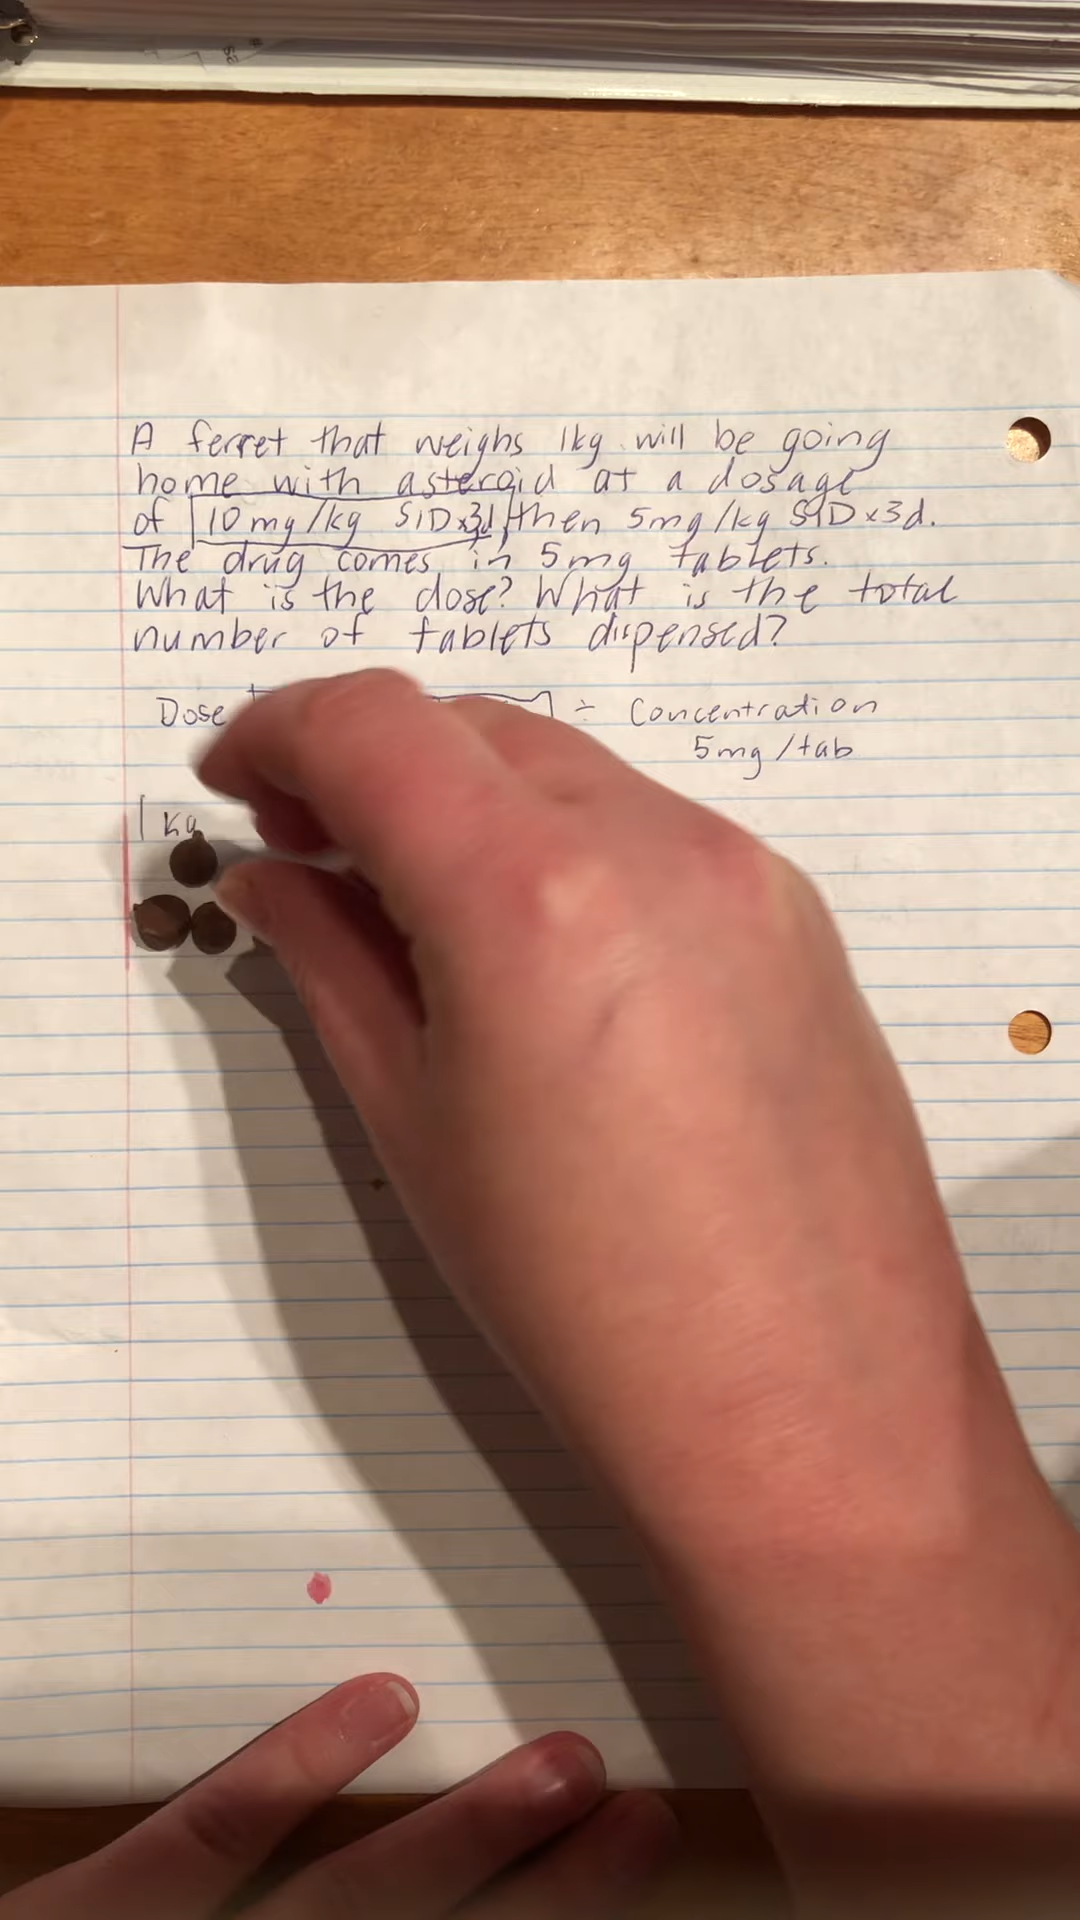 A ferret that weighs 1kg will be going
home with asteroid at a dosage
of 10mg/kg SID x3d, then 5mg/kg SID x3d.
The drug comes in 5mg tablets.
What is the dose? What is the total
number of tablets dispensed?
Dose ÷ Concentration
5mg/tab
1 kg